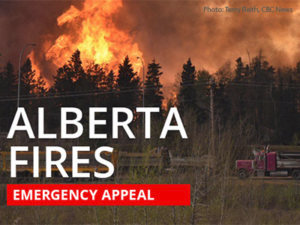 Photo: Terry Reith, CBC News
ALBERTA
FIRES
EMERGENCY APPEAL